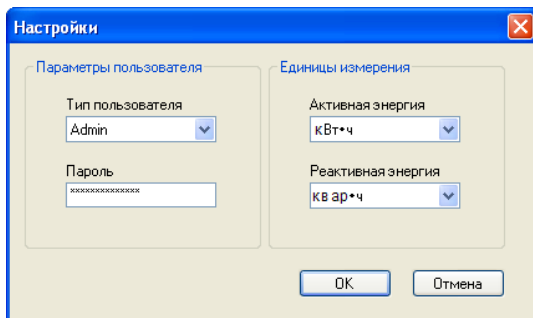 Настройки
Параметры пользователя
Тип пользователя
Admin
Пароль
××××××××××××××
Единицы измерения
Активная энергия
кВт•ч
Реактивная энергия
кв ар•ч
OK
Отмена